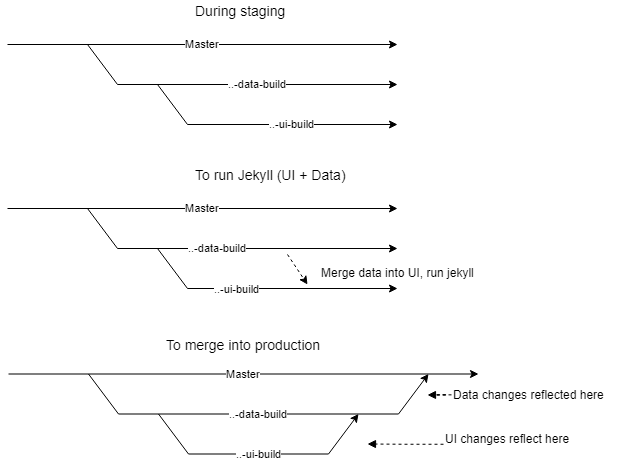 During staging
Master
..-data-build
..-ui-build
To run Jekyll (UI + Data)
Master
..-data-build
Merge data into UI, run jekyll
..-ui-build
To merge into production
Master
Data changes reflected here
..-data-build
UI changes reflect here
..-ui-build